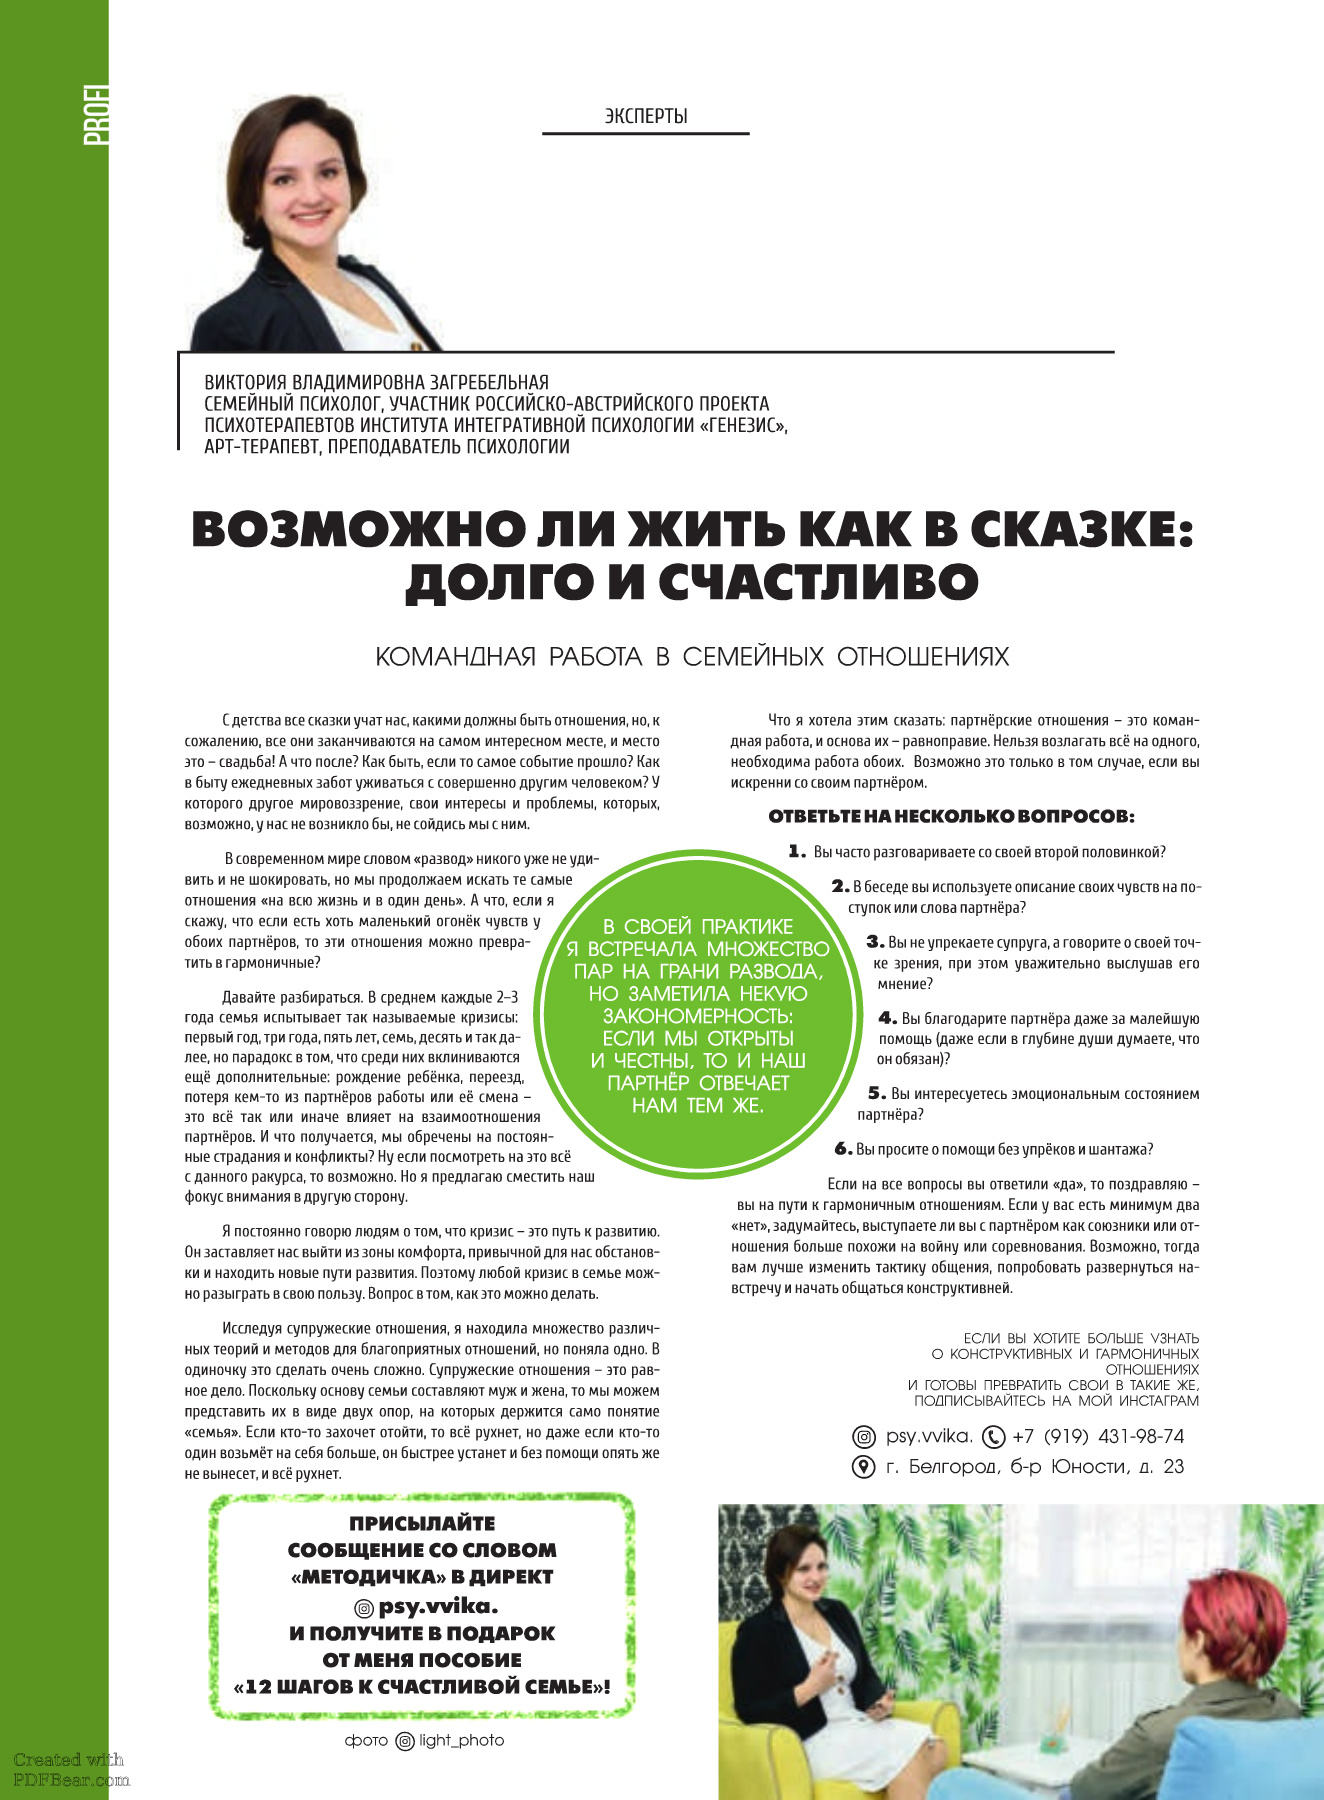 PROFI
ЭКСПЕРТЫ
ВИКТОРИЯ ВЛАДИМИРОВНА ЗАГРЕБЕЛЬНАЯ
СЕМЕЙНЫЙ ПСИХОЛОГ, УЧАСТНИК РОССИЙСКО-АВСТРИЙСКОГО ПРОЕКТА
ПСИХОТЕРАПЕВТОВ ИНСТИТУТА ИНТЕГРАТИВНОЙ ПСИХОЛОГИИ «ГЕНЕЗИС»,
АРТ-ТЕРАПЕВТ, ПРЕПОДАВАТЕЛЬ ПСИХОЛОГИИ
ВОЗМОЖНО ЛИ ЖИТЬ КАК В СКАЗКЕ:
ДОЛГО И СЧАСТЛИВО
КОМАНДНАЯ РАБОТА В СЕМЕЙНЫХ ОТНОШЕНИЯХ
С детства все сказки учат нас, какими должны быть отношения, но, к
сожалению, все они заканчиваются на самом интересном месте, и место
это – свадьба! А что после? Как быть, если то самое событие прошло? Как
в быту ежедневных забот уживаться с совершенно другим человеком? У
которого другое мировоззрение, свои интересы и проблемы, которых,
возможно, у нас не возникло бы, не сойдись мы с ним.
В современном мире словом «развод» никого уже не уди-
вить и не шокировать, но мы продолжаем искать те самые
отношения «на всю жизнь и в один день». А что, если я
скажу, что если есть хоть маленький огонёк чувств у
обоих партнёров, то эти отношения можно превра-
тить в гармоничные?
Давайте разбираться. В среднем каждые 2–3
года семья испытывает так называемые кризисы:
первый год, три года, пять лет, семь, десять и так да-
лее, но парадокс в том, что среди них вклиниваются
ещё дополнительные: рождение ребёнка, переезд,
потеря кем-то из партнёров работы или её смена –
это всё так или иначе влияет на взаимоотношения
партнёров. И что получается, мы обречены на постоян-
ные страдания и конфликты? Ну если посмотреть на это всё
с данного ракурса, то возможно. Но я предлагаю сместить наш
фокус внимания в другую сторону.
Я постоянно говорю людям о том, что кризис – это путь к развитию.
Он заставляет нас выйти из зоны комфорта, привычной для нас обстанов-
ки и находить новые пути развития. Поэтому любой кризис в семье мож-
но разыграть в свою пользу. Вопрос в том, как это можно делать.
Исследуя супружеские отношения, я находила множество различ-
ных теорий и методов для благоприятных отношений, но поняла одно. В
одиночку это сделать очень сложно. Супружеские отношения – это рав-
ное дело. Поскольку основу семьи составляют муж и жена, то мы можем
представить их в виде двух опор, на которых держится само понятие
«семья». Если кто-то захочет отойти, то всё рухнет, но даже если кто-то
один возьмёт на себя больше, он быстрее устанет и без помощи опять же
не вынесет, и всё рухнет.
В СВОЕЙ ПРАКТИКЕ
Я ВСТРЕЧАЛА МНОЖЕСТВО
ПАР НА ГРАНИ РАЗВОДА,
НО ЗАМЕТИЛА НЕКУЮ
ЗАКОНОМЕРНОСТЬ:
ЕСЛИ МЫ ОТКРЫТЫ
И ЧЕСТНЫ, ТО И НАШ
ПАРТНЁР ОТВЕЧАЕТ
НАМ ТЕМ ЖЕ.
Что я хотела этим сказать: партнёрские отношения – это коман-
дная работа, и основа их – равноправие. Нельзя возлагать всё на одного,
необходима работа обоих. Возможно это только в том случае, если вы
искренни со своим партнёром.
ОТВЕТЬТЕ НА НЕСКОЛЬКО ВОПРОСОВ:
1. Вы часто разговариваете со своей второй половинкой?
2. В беседе вы используете описание своих чувств на по-
ступок или слова партнёра?
3. Вы не упрекаете супруга, а говорите о своей точ-
ке зрения, при этом уважительно выслушав его
мнение?
4. Вы благодарите партнёра даже за малейшую
помощь (даже если в глубине души думаете, что
он обязан)?
5. Вы интересуетесь эмоциональным состоянием
партнёра?
6. Вы просите о помощи без упрёков и шантажа?
Если на все вопросы вы ответили «да», то поздравляю –
вы на пути к гармоничным отношениям. Если у вас есть минимум два
«нет», задумайтесь, выступаете ли вы с партнёром как союзники или от-
ношения больше похожи на войну или соревнования. Возможно, тогда
вам лучше изменить тактику общения, попробовать развернуться на-
встречу и начать общаться конструктивней.
ЕСЛИ ВЫ ХОТИТЕ БОЛЬШЕ УЗНАТЬ
О КОНСТРУКТИВНЫХ И ГАРМОНИЧНЫХ
ОТНОШЕНИЯХ
И ГОТОВЫ ПРЕВРАТИТЬ СВОИ В ТАКИЕ ЖЕ,
ПОДПИСЫВАЙТЕСЬ НА МОЙ ИНСТАГРАМ
psy.vvika. +7 (919) 431-98-74
г. Белгород, б-р Юности, д. 23
ПРИСЫЛАЙТЕ
СООБЩЕНИЕ СО СЛОВОМ
«МЕТОДИЧКА» В ДИРЕКТ
psy.vvika.
И ПОЛУЧИТЕ В ПОДАРОК
ОТ МЕНЯ ПОСОБИЕ
«12 ШАГОВ К СЧАСТЛИВОЙ СЕМЬЕ»!
фото light_photo
Created with
PDFBear.com